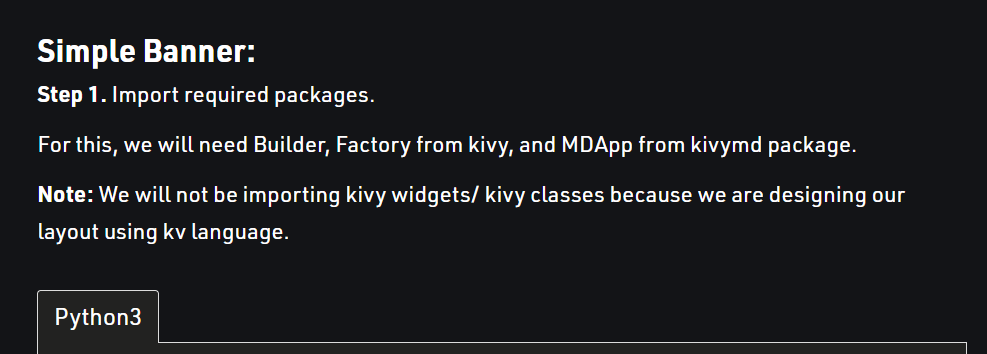 Simple Banner:
Step 1. Import required packages.
For this, we will need Builder, Factory from kivy, and MDApp from kivymd package.
Note: We will not be importing kivy widgets/ kivy classes because we are designing our
layout using kv language.
Python3